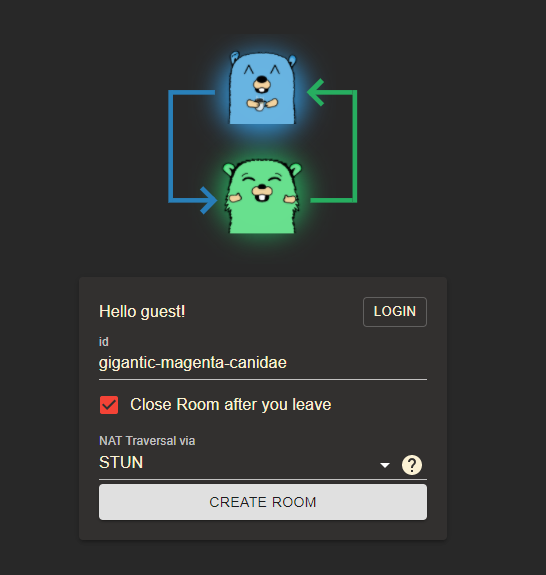 Hello guest!
LOGIN
id
gigantic-magenta-canidae
Close Room after you leave
NAT Traversal via
STUN
?
CREATE ROOM